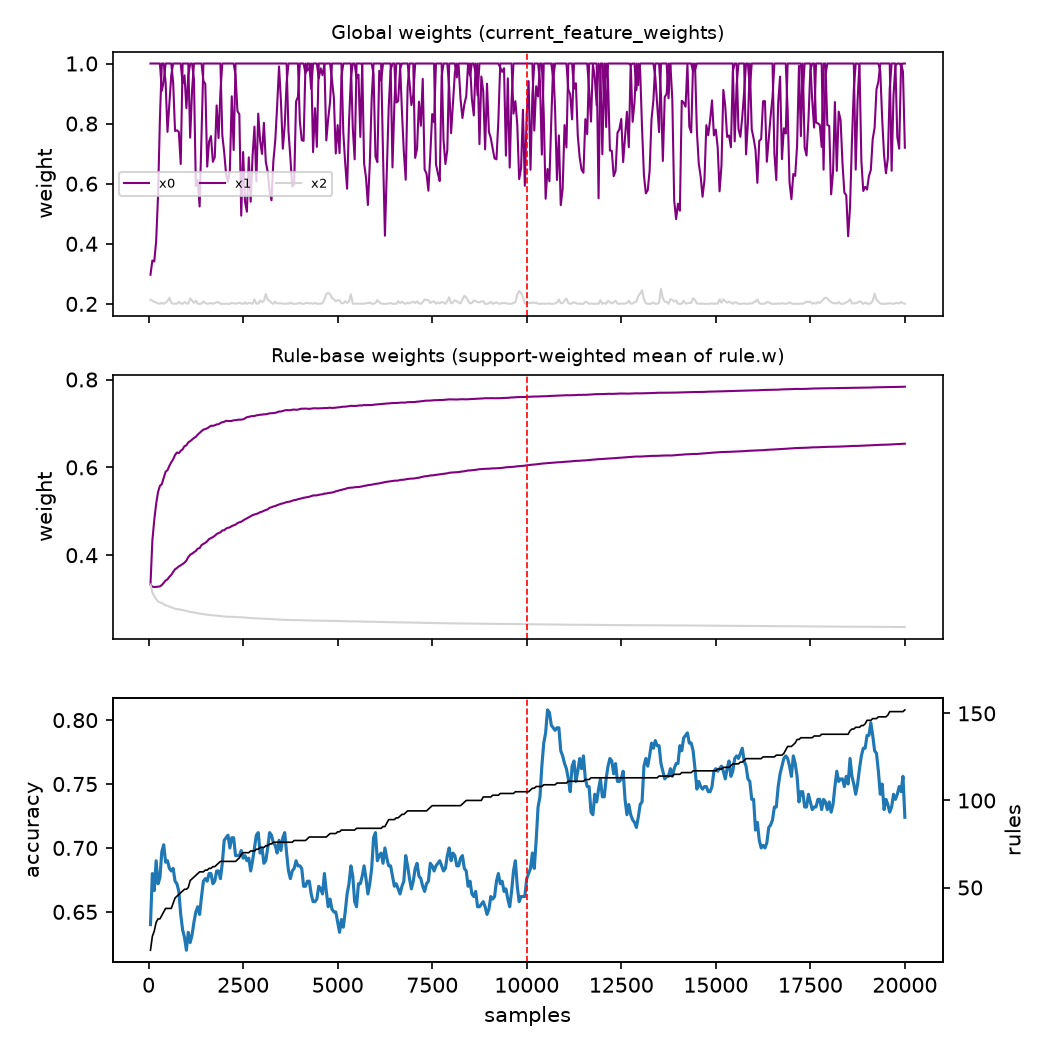 Global weights (current_feature_weights)
1.0
0.8
0.6
0.4
0.2
weight
x0 x1 x2
Rule-base weights (support-weighted mean of rule.w)
0.8
0.6
0.4
weight
0.80
0.75
0.70
0.65
accuracy
150
100
50
rules
0 2500 5000 7500 10000 12500 15000 17500 20000
samples